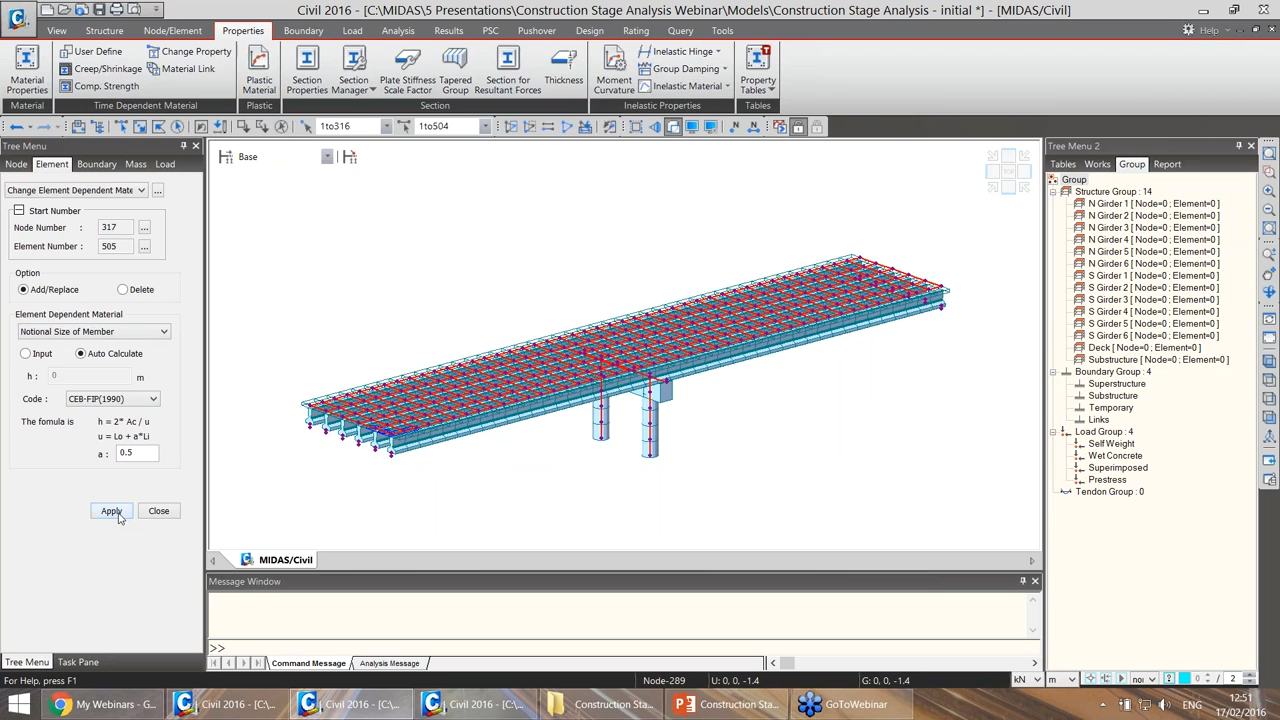 Civil 2016 - [C:\MIDAS\5 Presentations\Construction Stage Analysis Webinar\Models\Construction Stage Analysis - initial *] - [MIDAS/Civil]
View Structure Node/Element Properties Boundary Load Analysis Results PSC Pushover Design Rating Query Tools Help
User Define Change Property Inelastic Hinge
Creep/Shrinkage Material Link Group Damping
Comp. Strength Inelastic Material
Material Properties
Plastic Material
Section Properties
Section Manager
Plate Stiffness Scale Factor
Tapered Group
Section for Resultant Forces
Thickness
Moment Curvature
Property Tables
Material Time Dependent Material Plastic Section Inelastic Properties Tables
1to316 1to504
Tree Menu
Node Element Boundary Mass Load
Change Element Dependent Mate
...
Start Number
Node Number : 317 ...
Element Number : 505 ...
Option
Add/Replace Delete
Element Dependent Material
Notional Size of Member
Input Auto Calculate
h : 0 m
Code : CEB-FIP(1990)
The fomula is h = 2* Ac / u
u = Lo + a*Li
a : 0.5
Apply Close
Tree Menu Task Pane
Base
TOP
MIDAS/Civil
Message Window
>>
Command Message Analysis Message
Tree Menu 2
Tables Works Group Report
Group
Structure Group : 14
N Girder 1 [ Node=0 ; Element=0 ]
N Girder 2 [ Node=0 ; Element=0 ]
N Girder 3 [ Node=0 ; Element=0 ]
N Girder 4 [ Node=0 ; Element=0 ]
N Girder 5 [ Node=0 ; Element=0 ]
N Girder 6 [ Node=0 ; Element=0 ]
S Girder 1 [ Node=0 ; Element=0 ]
S Girder 2 [ Node=0 ; Element=0 ]
S Girder 3 [ Node=0 ; Element=0 ]
S Girder 4 [ Node=0 ; Element=0 ]
S Girder 5 [ Node=0 ; Element=0 ]
S Girder 6 [ Node=0 ; Element=0 ]
Deck [ Node=0 ; Element=0 ]
Substructure [ Node=0 ; Element=0 ]
Boundary Group : 4
Superstructure
Substructure
Temporary
Links
Load Group : 4
Self Weight
Wet Concrete
Superimposed
Prestress
Tendon Group : 0
For Help, press F1 Node-289 U: 0, 0, -1.4 G: 0, 0, -1.4 kN m non 0 / 2
My Webinars - G... Civil 2016 - [C:\... Civil 2016 - [C:\... Civil 2016 - [C:\... Construction Sta... Construction Sta... GoToWebinar ENG
12:51
17/02/2016